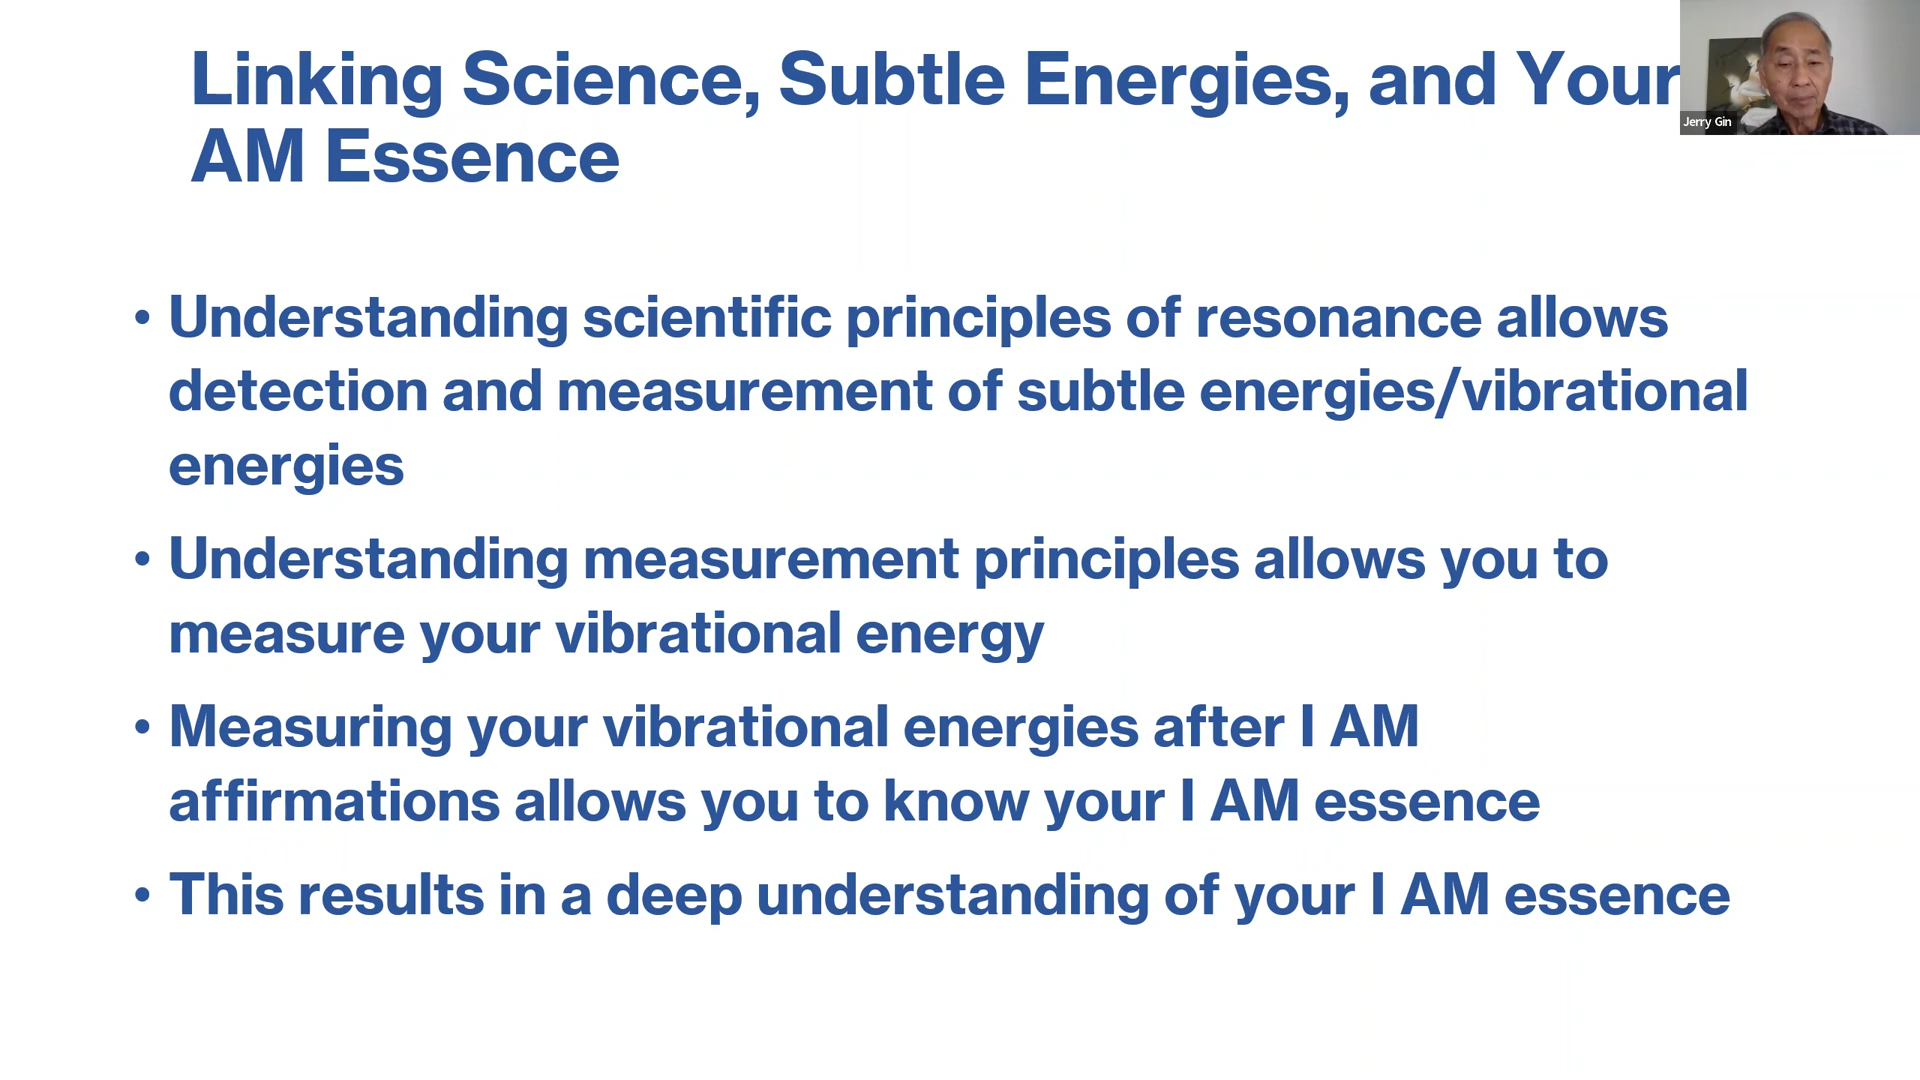 Linking Science, Subtle Energies, and Your
AM Essence
Jerry Gin
• Understanding scientific principles of resonance allows
detection and measurement of subtle energies/vibrational
energies
• Understanding measurement principles allows you to
measure your vibrational energy
• Measuring your vibrational energies after I AM
affirmations allows you to know your I AM essence
• This results in a deep understanding of your I AM essence